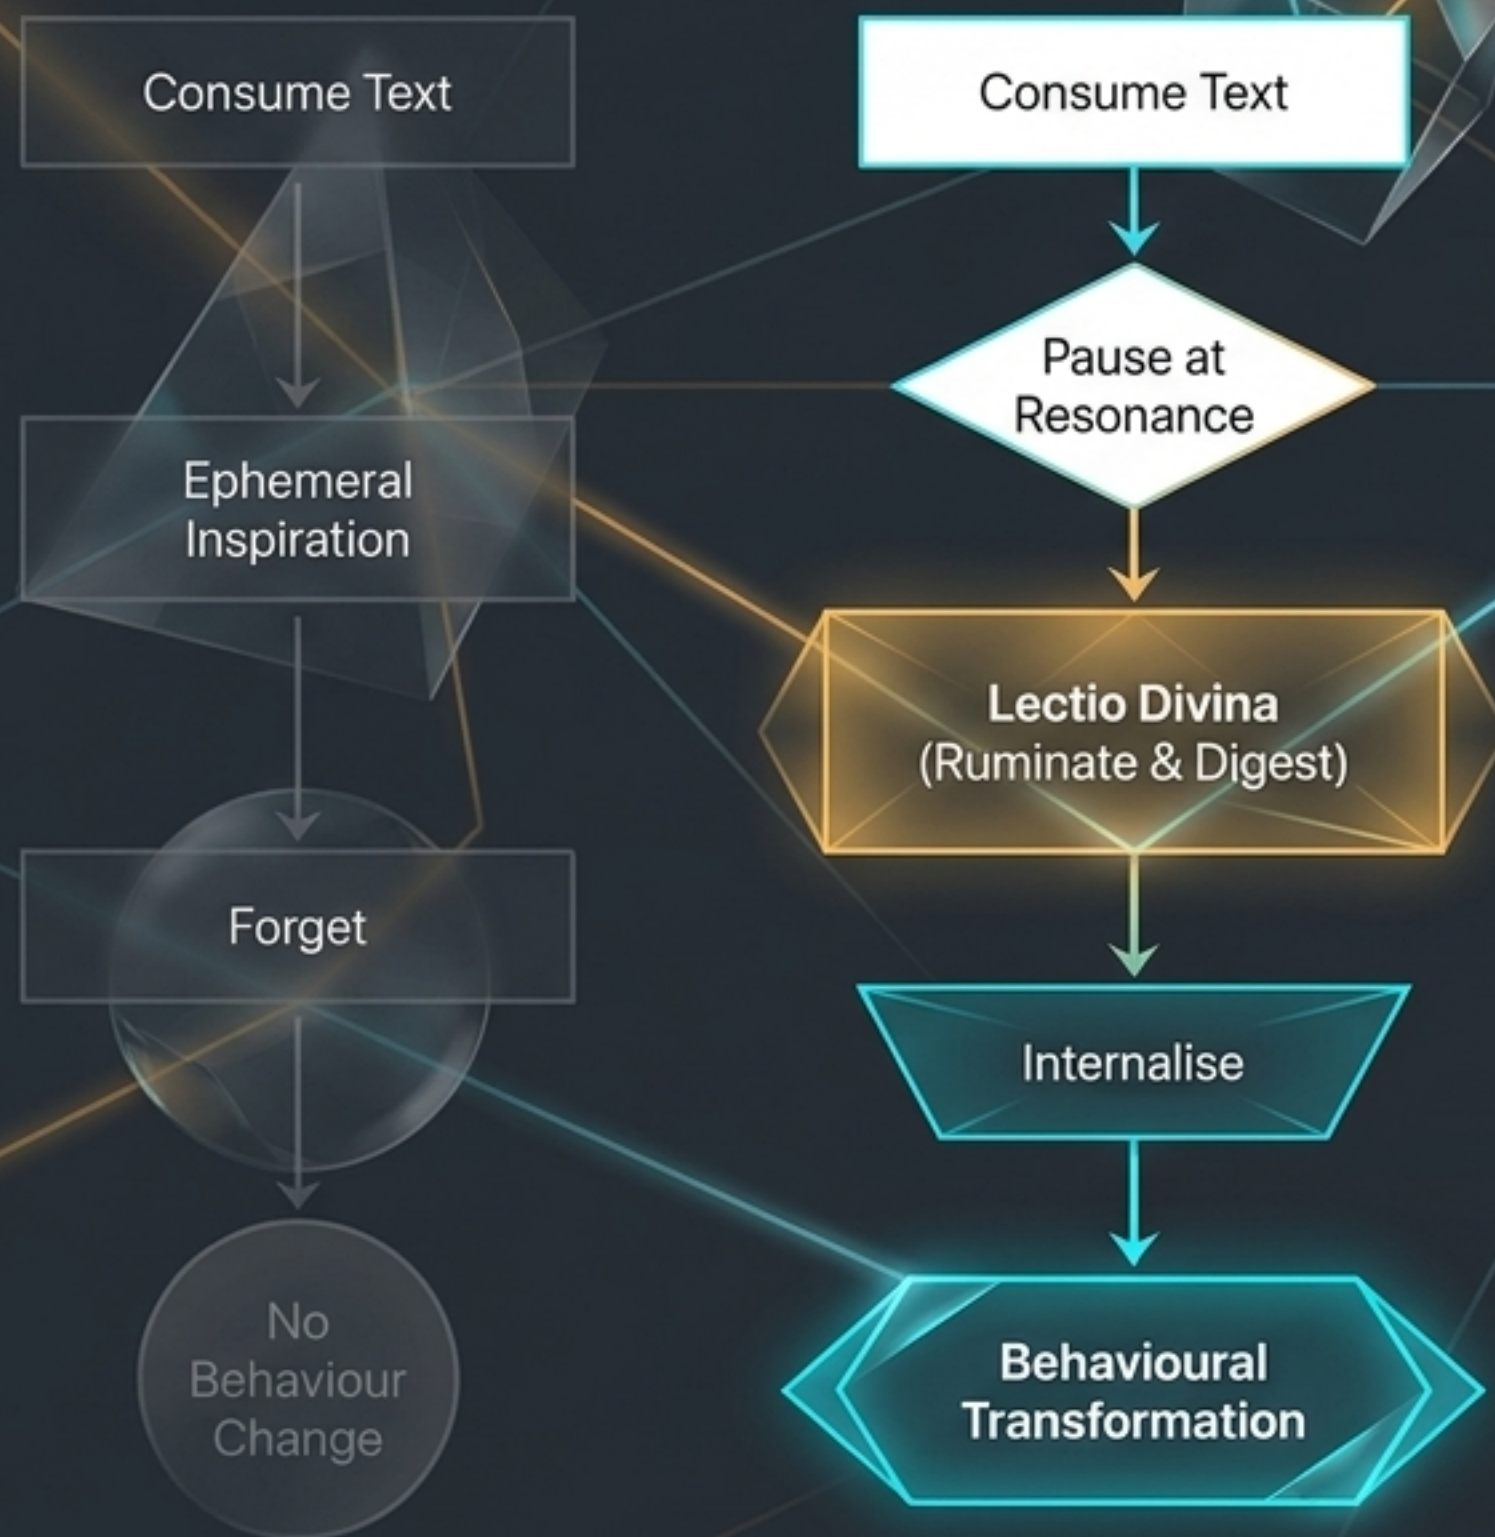 Consume Text
Ephemeral
Inspiration
Forget
No
Behaviour
Change
Consume Text
Pause at
Resonance
Lectio Divina
(Ruminate & Digest)
Internalise
Behavioural
Transformation